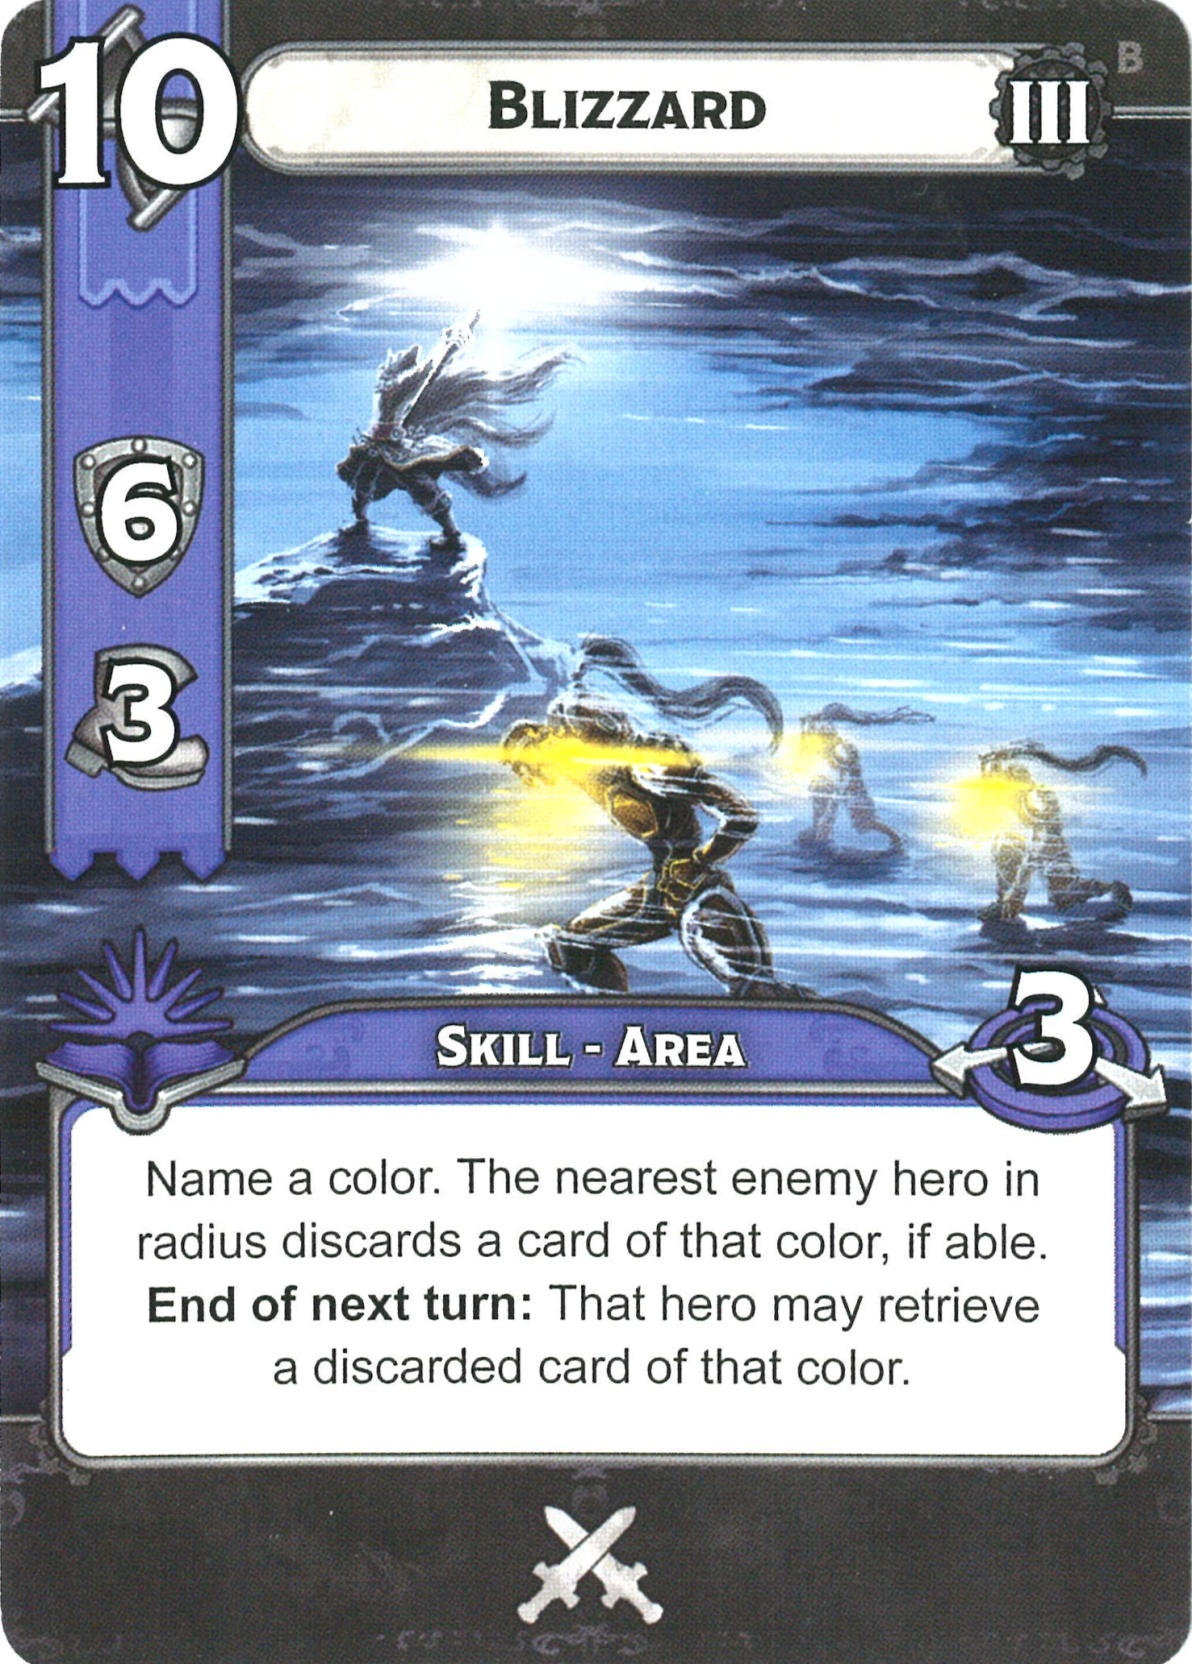 10
BLIZZARD
III
B
6
3
SKILL - AREA
3
Name a color. The nearest enemy hero in
radius discards a card of that color, if able.
End of next turn: That hero may retrieve
a discarded card of that color.